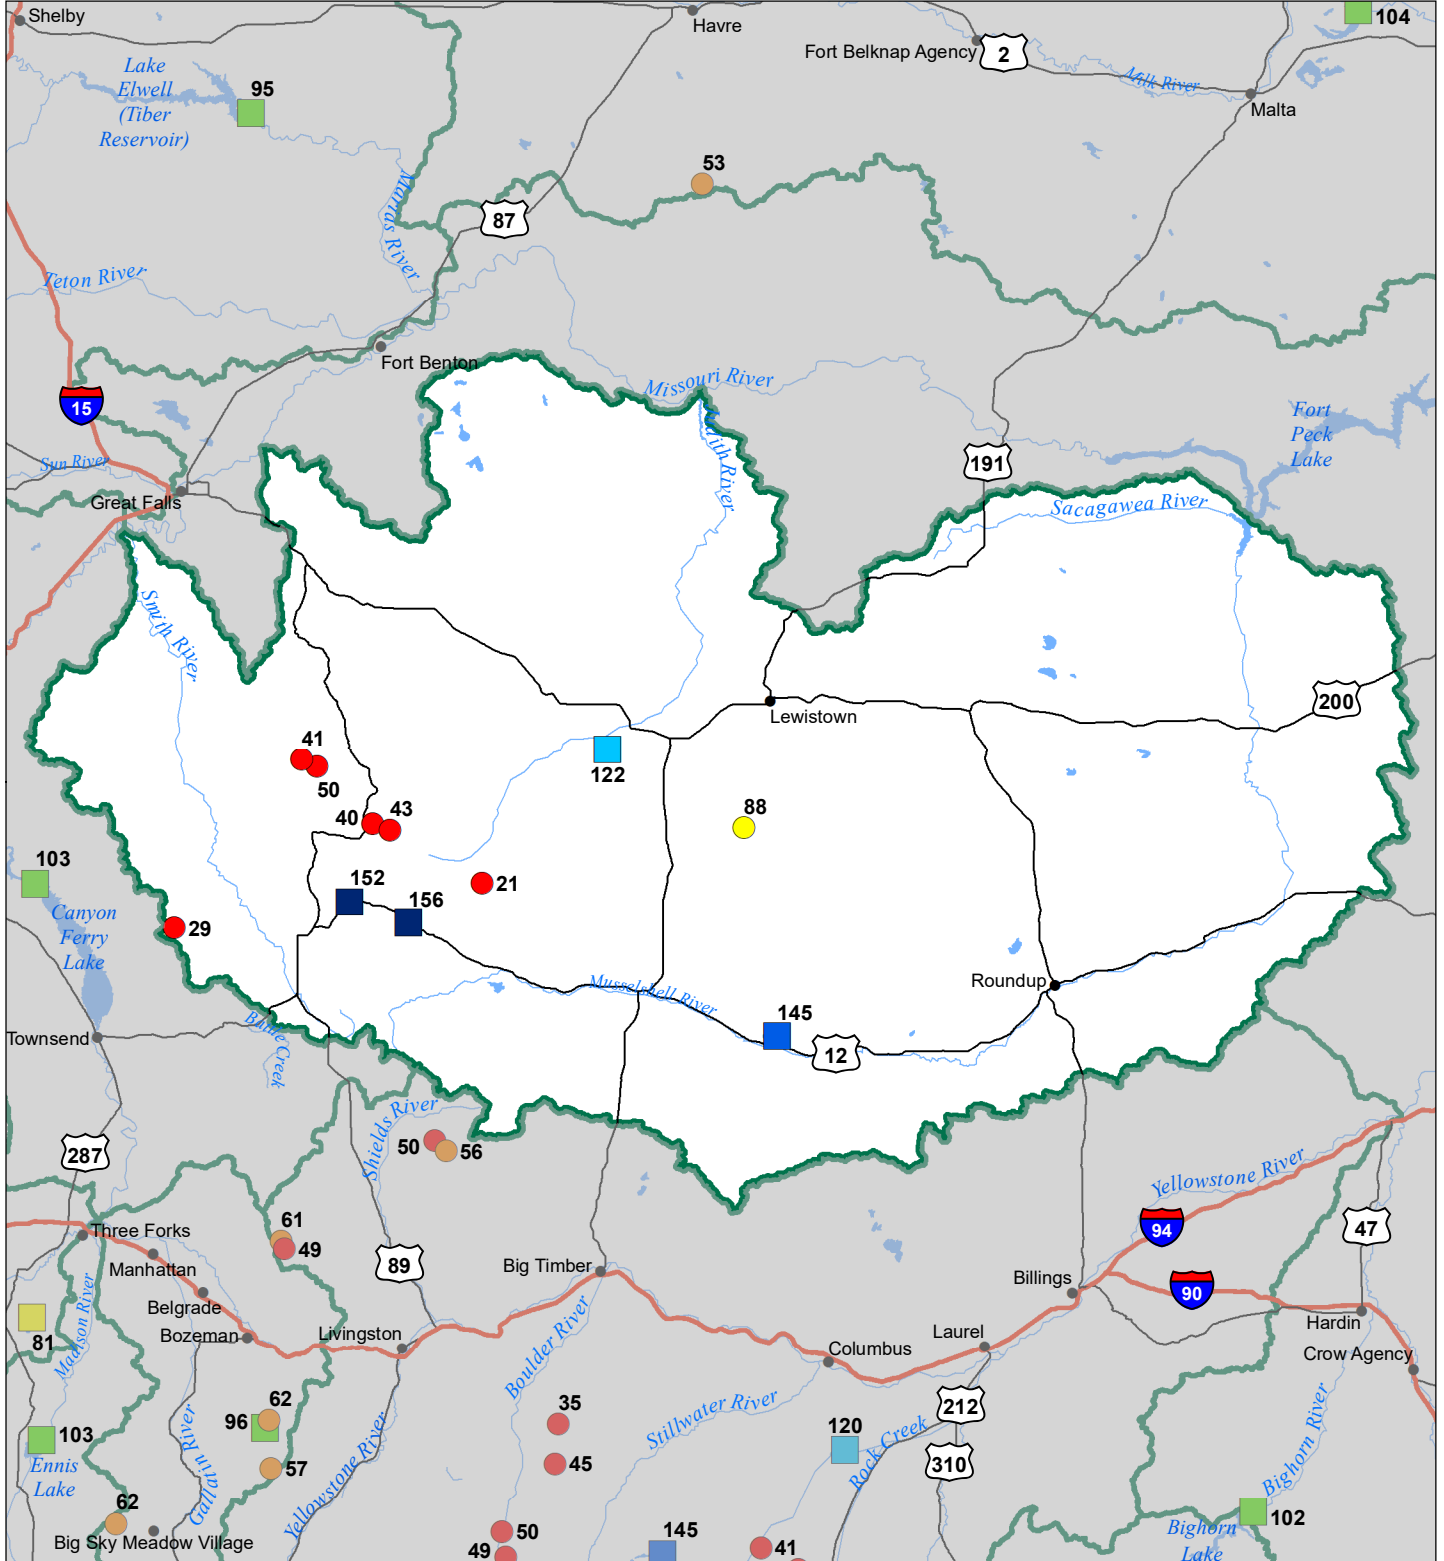 Shelby
Havre
Fort Belknap Agency
2
104
Lake
Elwell
(Tiber
Reservoir)
95
Milk River
Malta
53
Marias River
87
Teton River
Fort Benton
Missouri River
15
Judith River
Fort
Peck
Lake
Sun River
191
Great Falls
Sacagawea River
Smith River
200
Lewistown
41
50
122
40
43
88
103
152
156
21
Canyon
Ferry
Lake
29
Musselshell River
Roundup
145
12
Townsend
Battle Creek
Shields River
50
56
287
Yellowstone River
61
49
Three Forks
94
47
Manhattan
89
Big Timber
Billings
90
Belgrade
Madison River
Bozeman
Livingston
Boulder River
Laurel
Hardin
81
Columbus
Crow Agency
62
96
35
Stillwater River
212
Gallatin River
Yellowstone River
120
Rock Creek
Bighorn River
103
Ennis
Lake
57
45
310
62
Big Sky Meadow Village
50
49
145
41
102
Bighorn
Lake